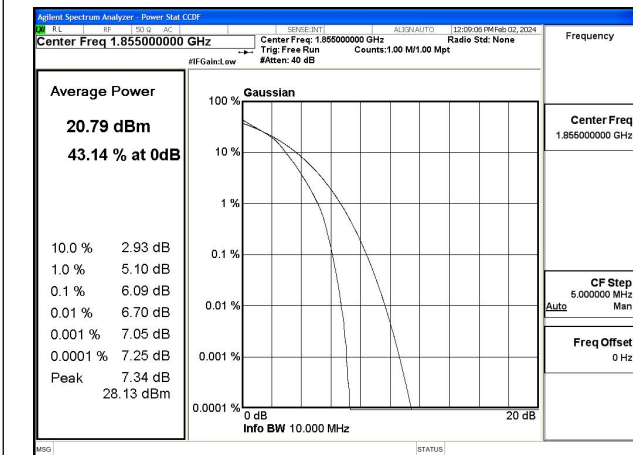 Agilent Spectrum Analyzer - Power Stat CCDF
RL RF 50 Ω AC SENSE:INT ALIGN AUTO 12:09:06 PM Feb 02, 2024
Center Freq 1.855000000 GHz
Center Freq: 1.855000000 GHz Radio Std: None
Trig: Free Run Counts:1.00 M/1.00 Mpt
#IFGain:Low #Atten: 40 dB
Frequency
Average Power
20.79 dBm
43.14 % at 0dB
10.0 % 2.93 dB
1.0 % 5.10 dB
0.1 % 6.09 dB
0.01 % 6.70 dB
0.001 % 7.05 dB
0.0001 % 7.25 dB
Peak 7.34 dB
28.13 dBm
Gaussian
100 %
10 %
1 %
0.1 %
0.01 %
0.001 %
0.0001 %
0 dB 20 dB
Info BW 10.000 MHz
Center Freq
1.855000000 GHz
CF Step
5.000000 MHz
Auto Man
Freq Offset
0 Hz
MSG STATUS